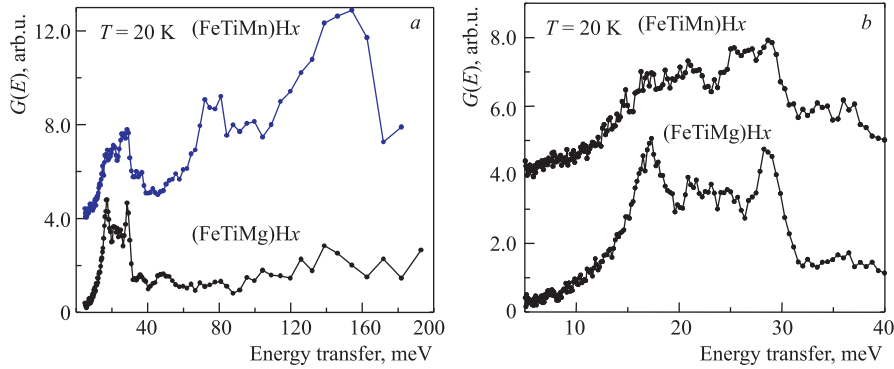 12.0
8.0
4.0
0
G(E), arb.u.
T = 20 K
(FeTiMn)Hx
a
(FeTiMg)Hx
40 80 120 160 200
Energy transfer, meV
8.0
6.0
4.0
2.0
0
G(E), arb.u.
T = 20 K
(FeTiMn)Hx
b
(FeTiMg)Hx
10 20 30 40
Energy transfer, meV